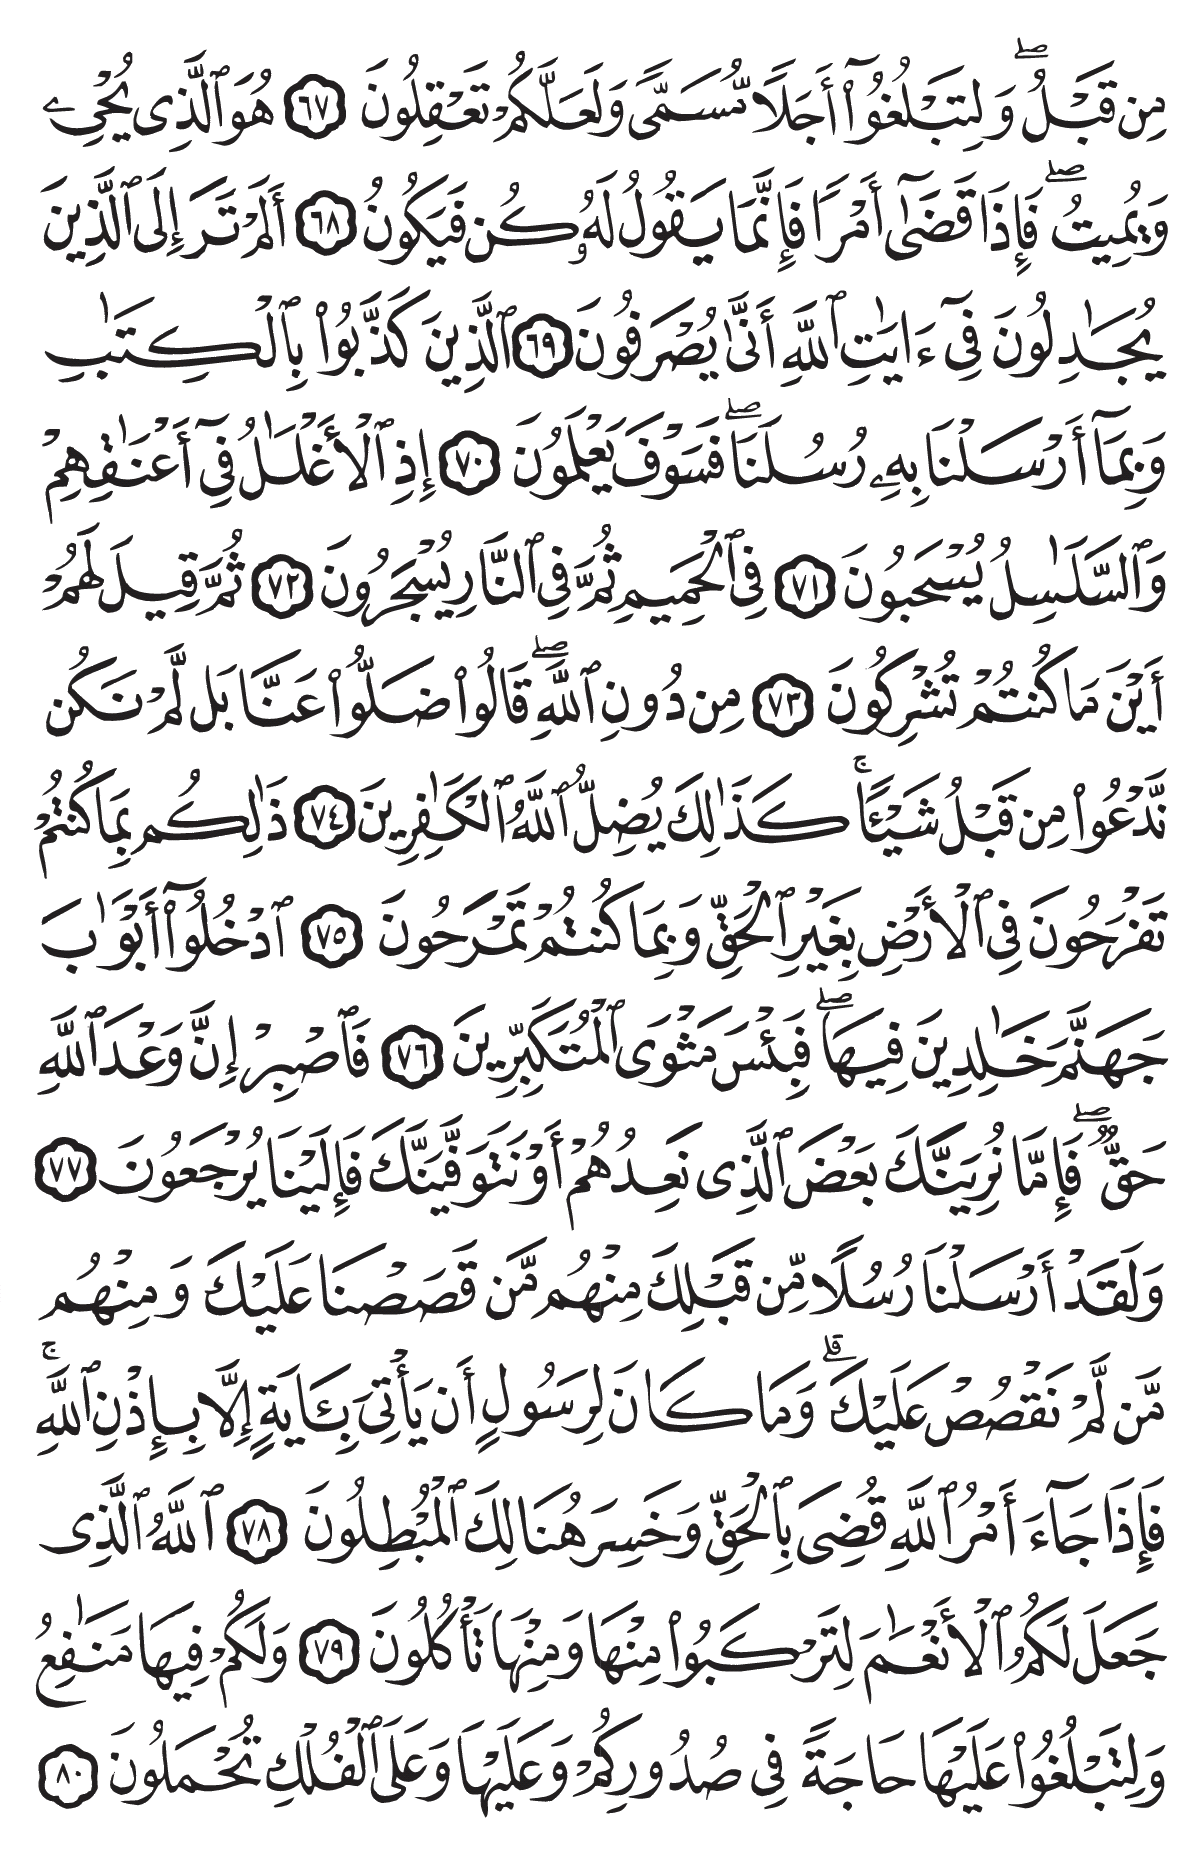 مِن قَبْلُ ۖ وَلِتَبْلُغُوٓا۟ أَجَلًا مُّسَمًّى وَلَعَلَّكُمْ تَعْقِلُونَ ٦٧ هُوَ ٱلَّذِى يُحْىِۦ
وَيُمِيتُ ۖ فَإِذَا قَضَىٰٓ أَمْرًا فَإِنَّمَا يَقُولُ لَهُۥ كُن فَيَكُونُ ٦٨ أَلَمْ تَرَ إِلَى ٱلَّذِينَ
يُجَـٰدِلُونَ فِىٓ ءَايَـٰتِ ٱللَّهِ أَنَّىٰ يُصْرَفُونَ ٦٩ ٱلَّذِينَ كَذَّبُوا۟ بِٱلْكِتَـٰبِ
وَبِمَآ أَرْسَلْنَا بِهِۦ رُسُلَنَا ۖ فَسَوْفَ يَعْلَمُونَ ٧٠ إِذِ ٱلْأَغْلَـٰلُ فِىٓ أَعْنَـٰقِهِمْ
وَٱلسَّلَـٰسِلُ يُسْحَبُونَ ٧١ فِى ٱلْحَمِيمِ ثُمَّ فِى ٱلنَّارِ يُسْجَرُونَ ٧٢ ثُمَّ قِيلَ لَهُمْ
أَيْنَ مَا كُنتُمْ تُشْرِكُونَ ٧٣ مِن دُونِ ٱللَّهِ ۖ قَالُوا۟ ضَلُّوا۟ عَنَّا بَل لَّمْ نَكُن
نَّدْعُوا۟ مِن قَبْلُ شَيْـًٔا ۚ كَذَٰلِكَ يُضِلُّ ٱللَّهُ ٱلْكَـٰفِرِينَ ٧٤ ذَٰلِكُم بِمَا كُنتُمْ
تَفْرَحُونَ فِى ٱلْأَرْضِ بِغَيْرِ ٱلْحَقِّ وَبِمَا كُنتُمْ تَمْرَحُونَ ٧٥ ٱدْخُلُوٓا۟ أَبْوَٰبَ
جَهَنَّمَ خَـٰلِدِينَ فِيهَا ۖ فَبِئْسَ مَثْوَى ٱلْمُتَكَبِّرِينَ ٧٦ فَٱصْبِرْ إِنَّ وَعْدَ ٱللَّهِ
حَقٌّ ۖ فَإِمَّا نُرِيَنَّكَ بَعْضَ ٱلَّذِى نَعِدُهُمْ أَوْ نَتَوَفَّيَنَّكَ فَإِلَيْنَا يُرْجَعُونَ ٧٧
وَلَقَدْ أَرْسَلْنَا رُسُلًا مِّن قَبْلِكَ مِنْهُم مَّن قَصَصْنَا عَلَيْكَ وَمِنْهُم
مَّن لَّمْ نَقْصُصْ عَلَيْكَ ۗ وَمَا كَانَ لِرَسُولٍ أَن يَأْتِىَ بِـَٔايَةٍ إِلَّا بِإِذْنِ ٱللَّهِ ۚ
فَإِذَا جَآءَ أَمْرُ ٱللَّهِ قُضِىَ بِٱلْحَقِّ وَخَسِرَ هُنَالِكَ ٱلْمُبْطِلُونَ ٧٨ ٱللَّهُ ٱلَّذِى
جَعَلَ لَكُمُ ٱلْأَنْعَـٰمَ لِتَرْكَبُوا۟ مِنْهَا وَمِنْهَا تَأْكُلُونَ ٧٩ وَلَكُمْ فِيهَا مَنَـٰفِعُ
وَلِتَبْلُغُوا۟ عَلَيْهَا حَاجَةً فِى صُدُورِكُمْ وَعَلَيْهَا وَعَلَى ٱلْفُلْكِ تُحْمَلُونَ ٨٠